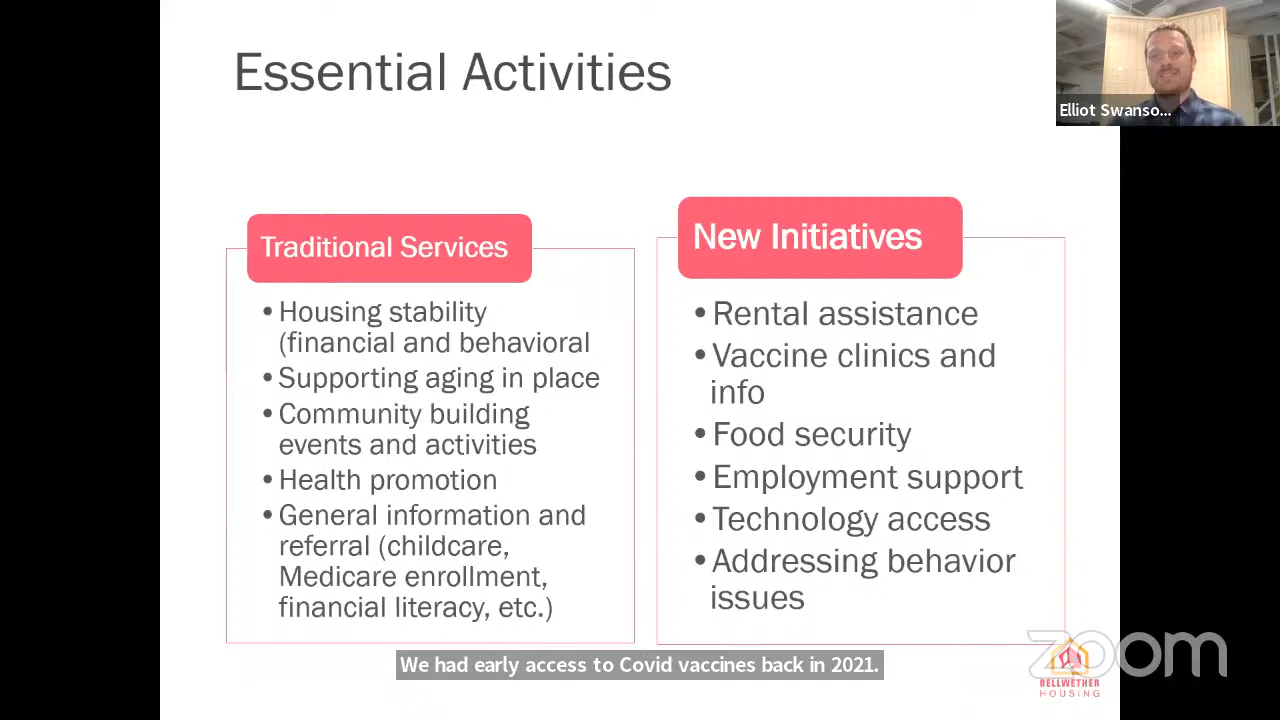 Essential Activities
Elliot Swanso...
Traditional Services
• Housing stability
(financial and behavioral
• Supporting aging in place
• Community building
events and activities
• Health promotion
• General information and
referral (childcare,
Medicare enrollment,
financial literacy, etc.)
New Initiatives
• Rental assistance
• Vaccine clinics and
info
• Food security
• Employment support
• Technology access
• Addressing behavior
issues
We had early access to Covid vaccines back in 2021.
zoom
BELLWETHER
HOUSING